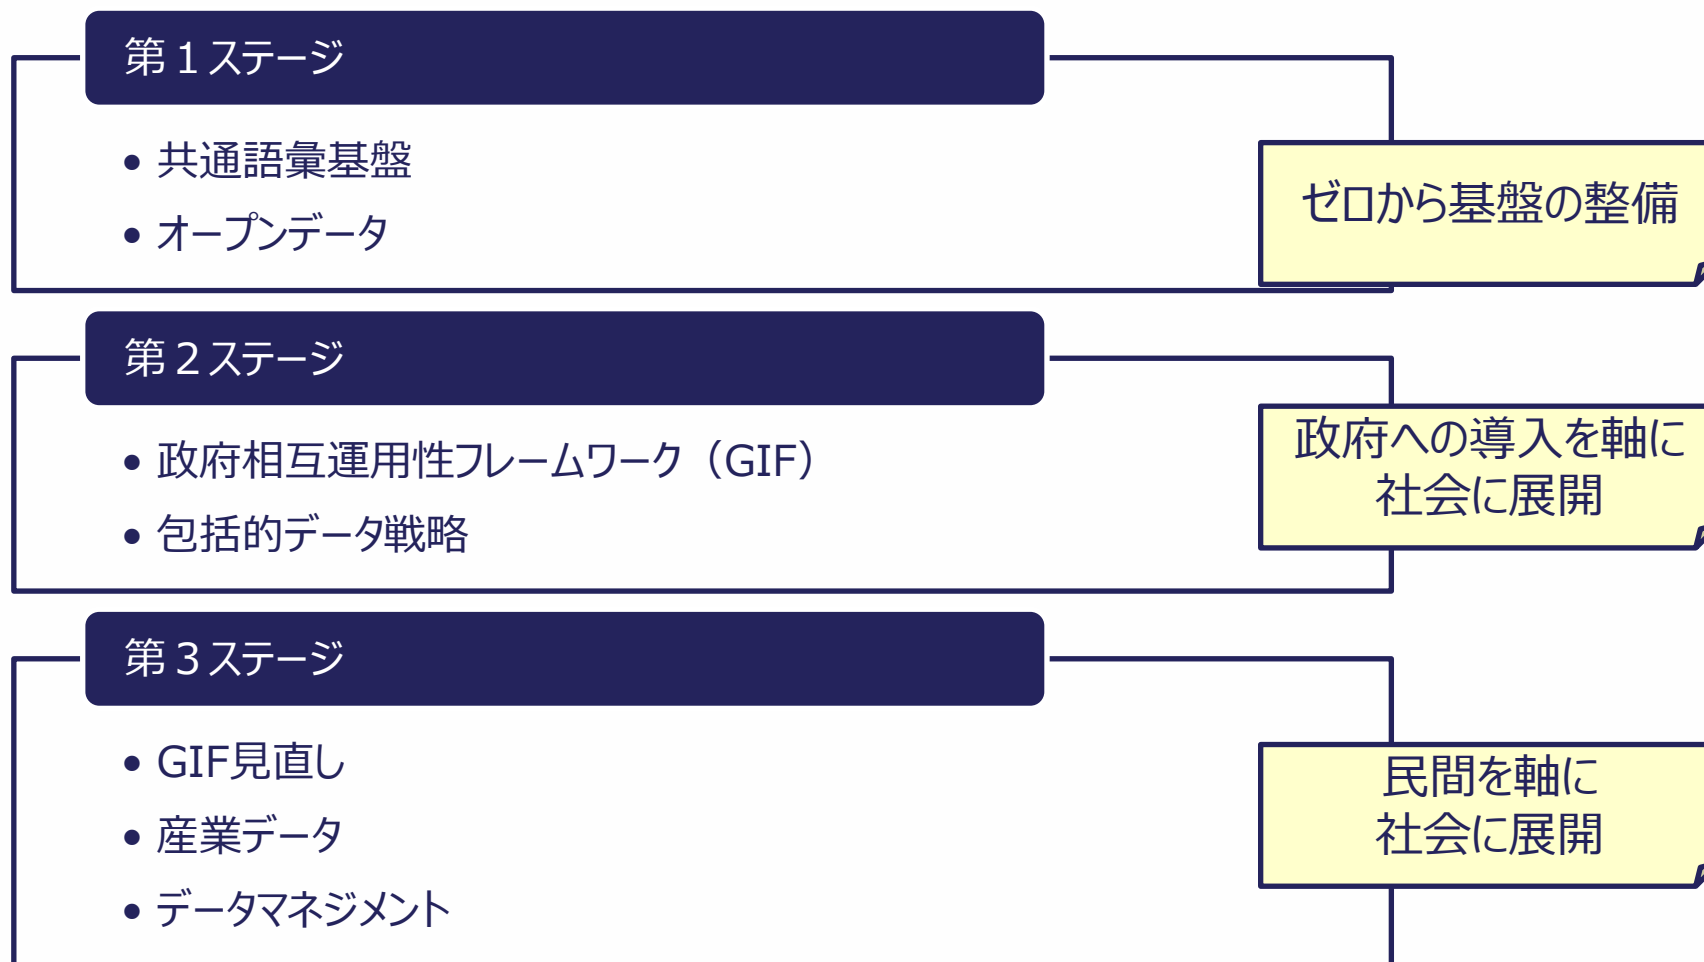 第１ステージ
• 共通語彙基盤
• オープンデータ
ゼロから基盤の整備
第２ステージ
• 政府相互運用性フレームワーク（GIF）
• 包括的データ戦略
政府への導入を軸に
社会に展開
第３ステージ
• GIF見直し
• 産業データ
• データマネジメント
民間を軸に
社会に展開